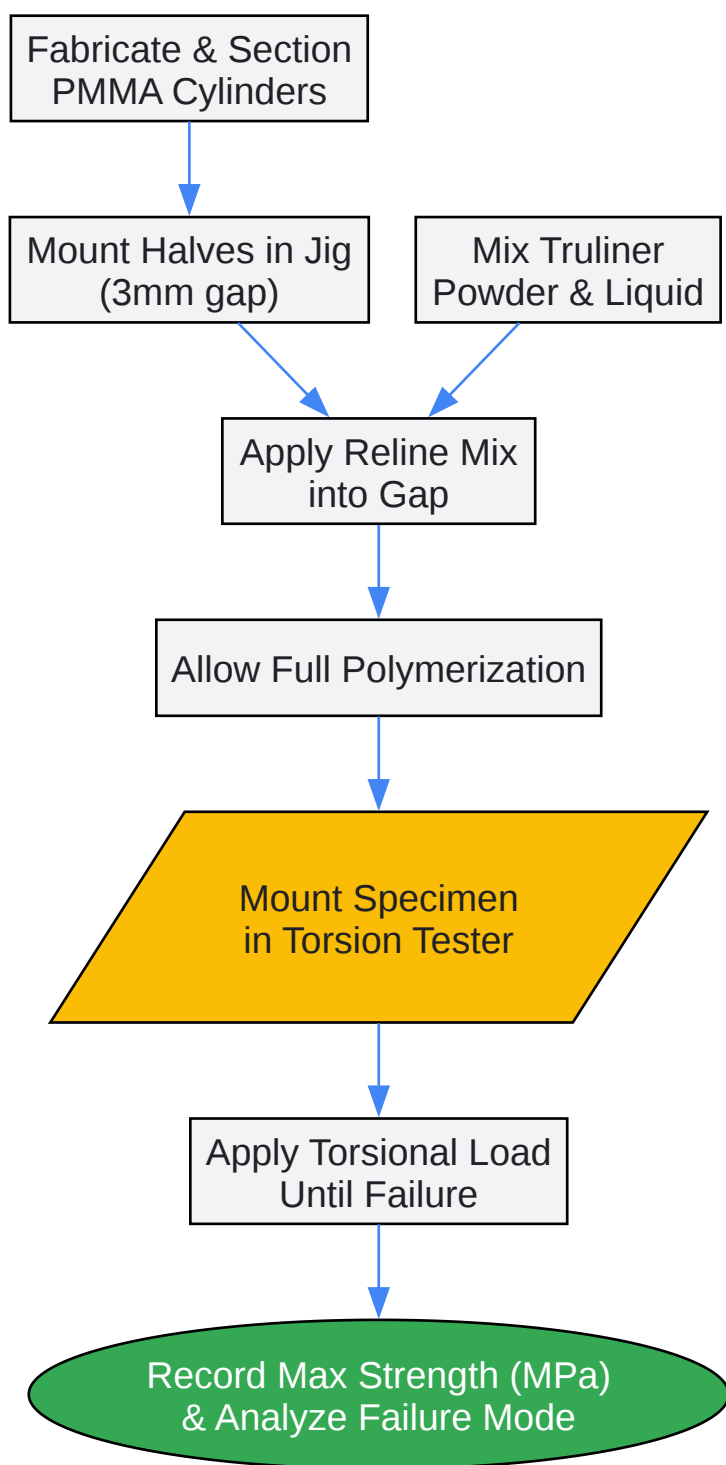 Fabricate & Section
PMMA Cylinders
Mount Halves in Jig
(3mm gap)
Mix Truliner
Powder & Liquid
Apply Reline Mix
into Gap
Allow Full Polymerization
Mount Specimen
in Torsion Tester
Apply Torsional Load
Until Failure
Record Max Strength (MPa)
& Analyze Failure Mode